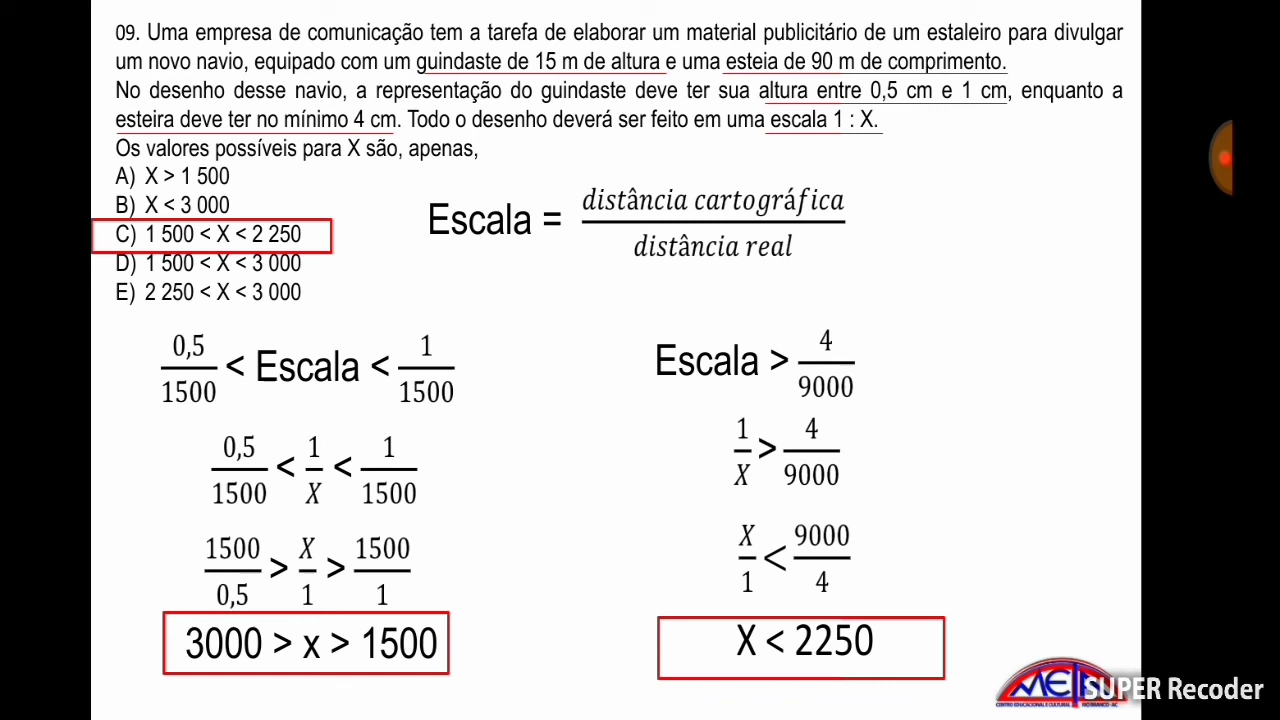 09. Uma empresa de comunicação tem a tarefa de elaborar um material publicitário de um estaleiro para divulgar
um novo navio, equipado com um guindaste de 15 m de altura e uma esteia de 90 m de comprimento.
No desenho desse navio, a representação do guindaste deve ter sua altura entre 0,5 cm e 1 cm, enquanto a
esteira deve ter no mínimo 4 cm. Todo o desenho deverá ser feito em uma escala 1 : X.
Os valores possíveis para X são, apenas,
A) X > 1 500
B) X < 3 000
C) 1 500 < X < 2 250
D) 1 500 < X < 3 000
E) 2 250 < X < 3 000
Escala = distância cartográfica / distância real
0,5/1500 < Escala < 1/1500
0,5/1500 < 1/X < 1/1500
1500/0,5 > X/1 > 1500/1
3000 > x > 1500
Escala > 4/9000
1/X > 4/9000
X/1 < 9000/4
X < 2250
CENTRO EDUCACIONAL E CULTURAL
RIO BRANCO - AC
SUPER Recoder